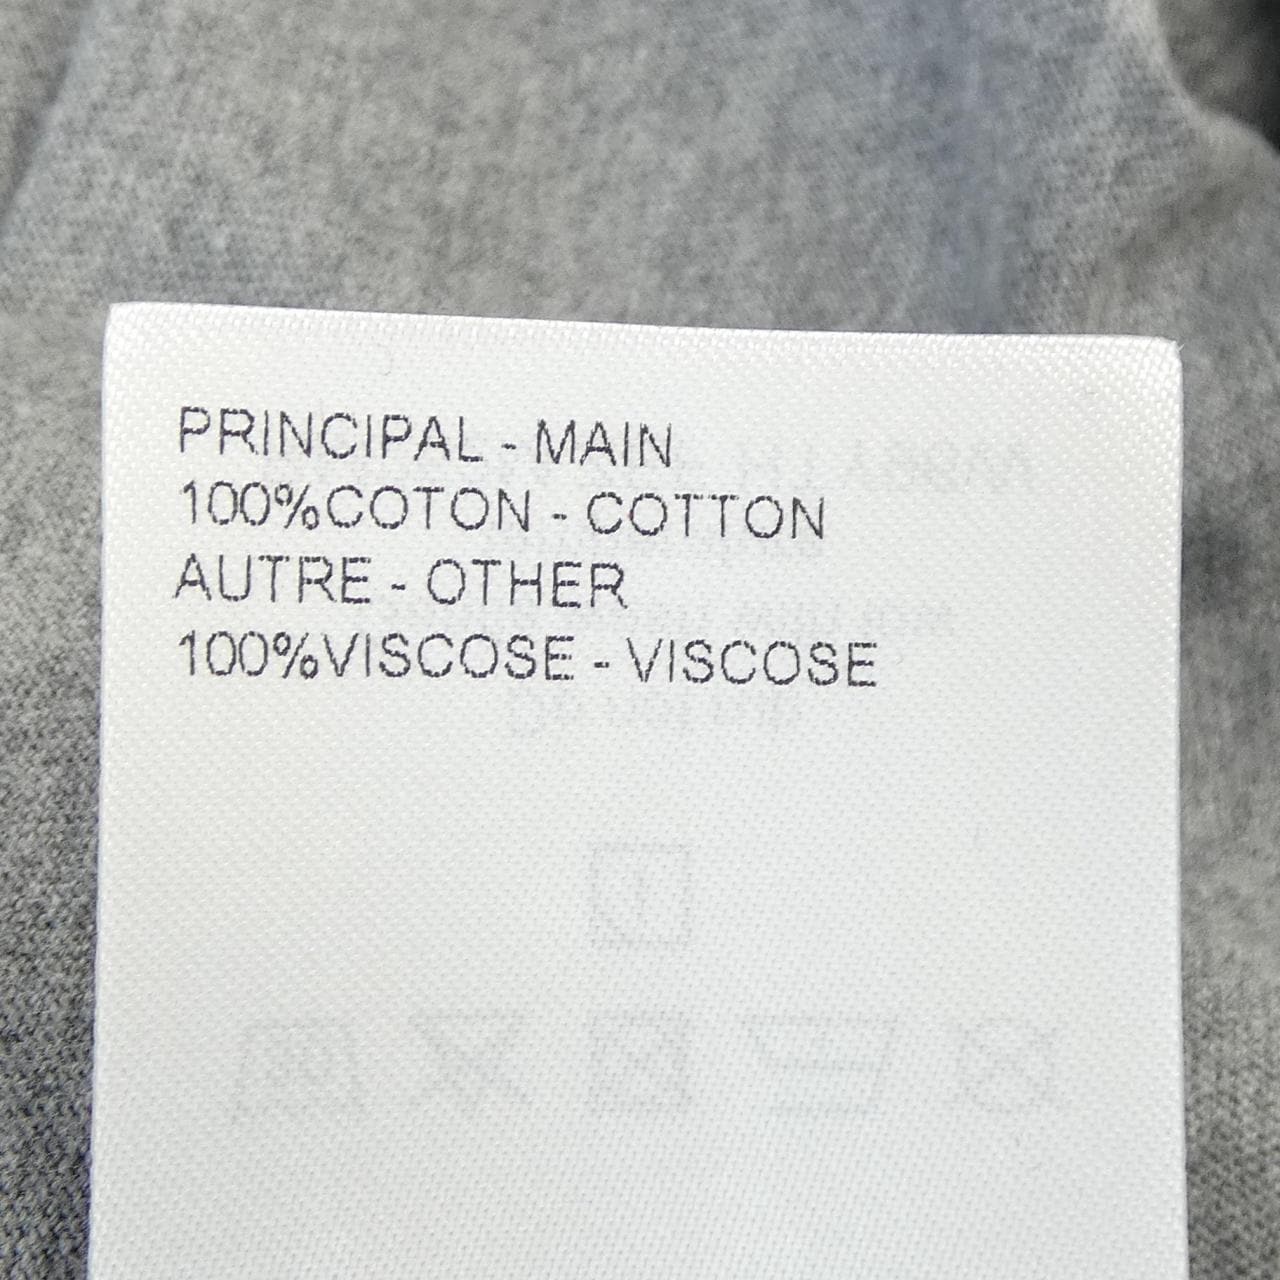 PRINCIPAL - MAIN
100%COTON - COTTON
AUTRE - OTHER
100%VISCOSE - VISCOSE